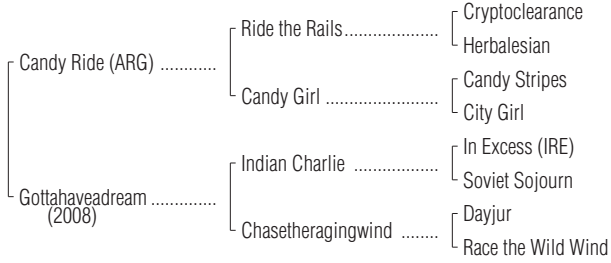 Cryptoclearance
Ride the Rails.....................
Herbalesian
Candy Ride (ARG) ............
Candy Stripes
Candy Girl .........................
City Girl
In Excess (IRE)
Indian Charlie ...................
Soviet Sojourn
Gottahaveadream ..............
(2008)
Dayjur
Chasetheragingwind ........
Race the Wild Wind